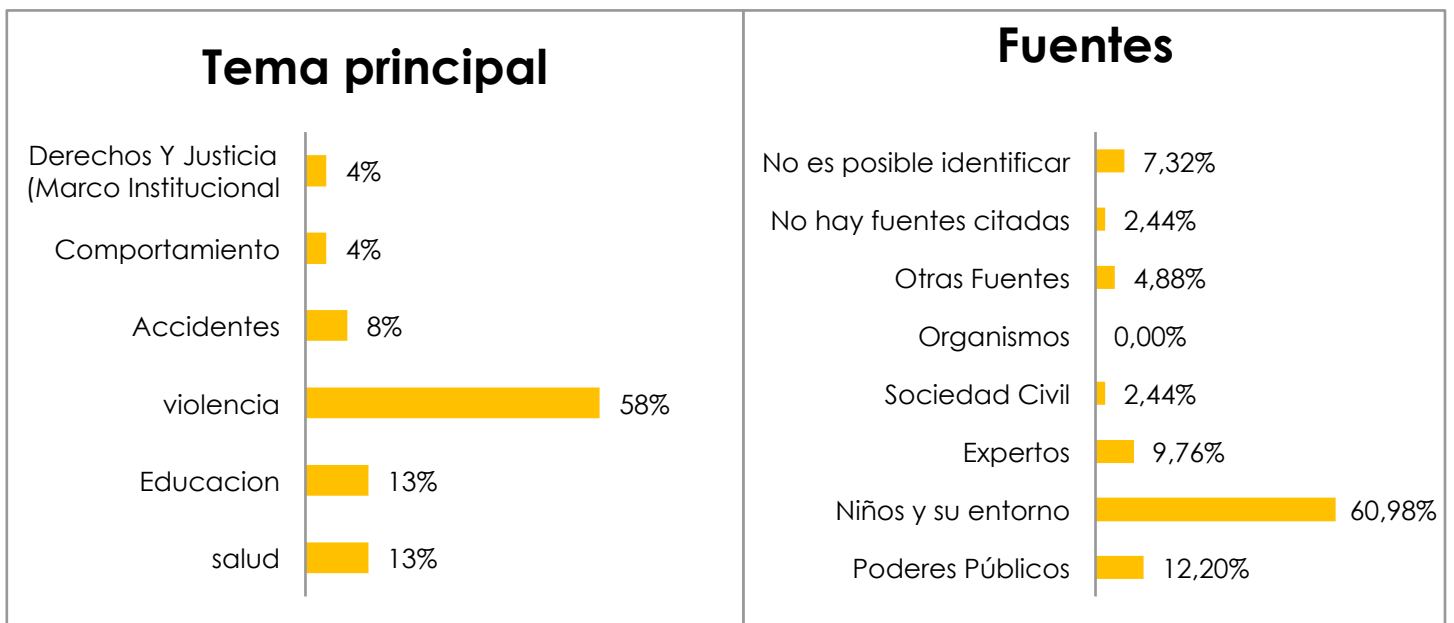 Tema principal
Derechos Y Justicia
(Marco Institucional
4%
Comportamiento
4%
Accidentes
8%
violencia
58%
Educacion
13%
salud
13%
Fuentes
No es posible identificar
7,32%
No hay fuentes citadas
2,44%
Otras Fuentes
4,88%
Organismos
0,00%
Sociedad Civil
2,44%
Expertos
9,76%
Niños y su entorno
60,98%
Poderes Públicos
12,20%